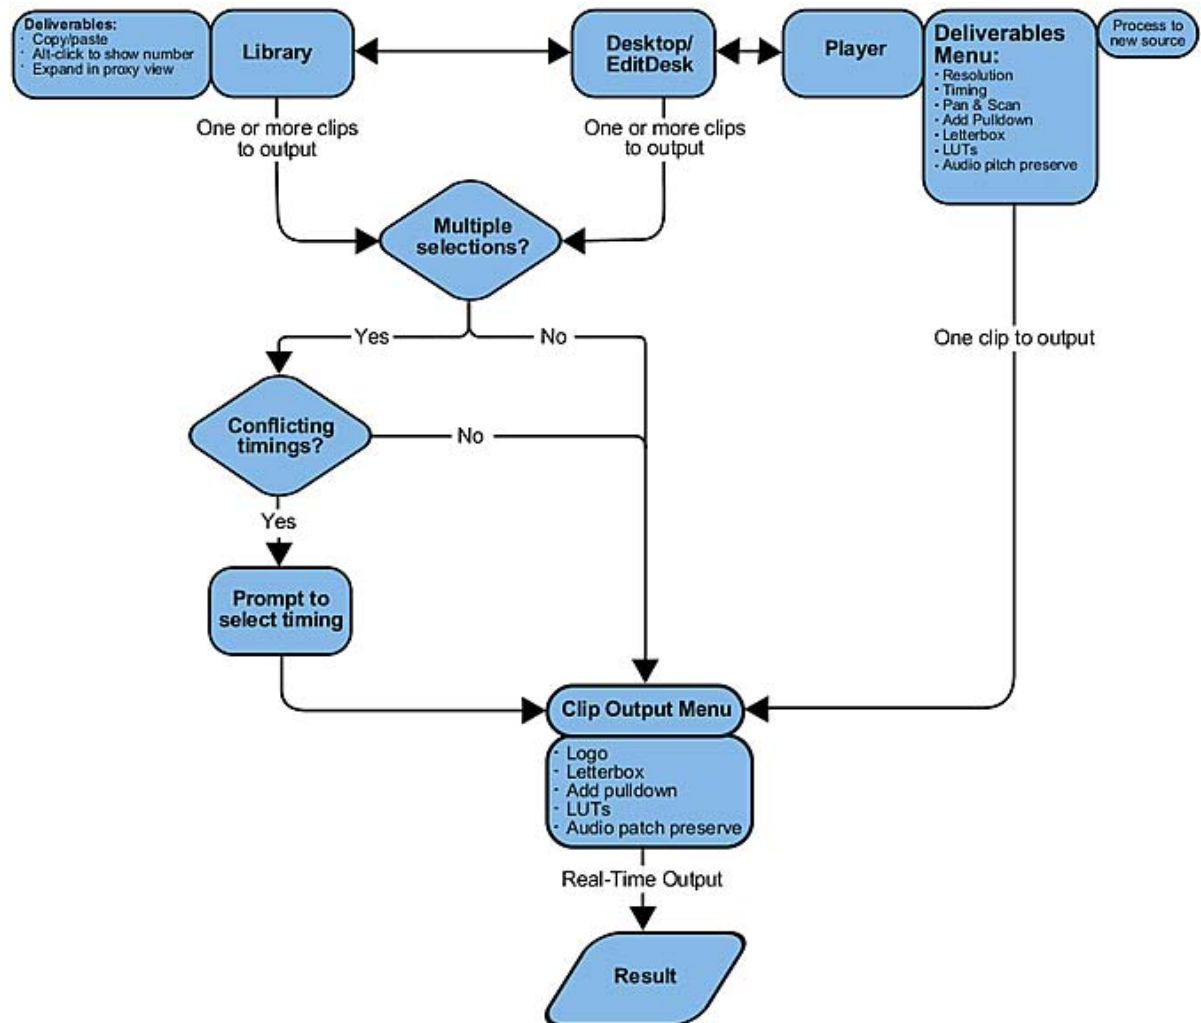 Deliverables:
· Copy/paste
· Alt-click to show number
· Expand in proxy view
Library
Desktop/
EditDesk
Player
Deliverables
Menu:
· Resolution
· Timing
· Pan & Scan
· Add Pulldown
· Letterbox
· LUTs
· Audio pitch preserve
Process to
new source
One or more clips
to output
One or more clips
to output
Multiple
selections?
Yes
No
One clip to output
Conflicting
timings?
No
Yes
Prompt to
select timing
Clip Output Menu
· Logo
· Letterbox
· Add pulldown
· LUTs
· Audio patch preserve
Real-Time Output
Result